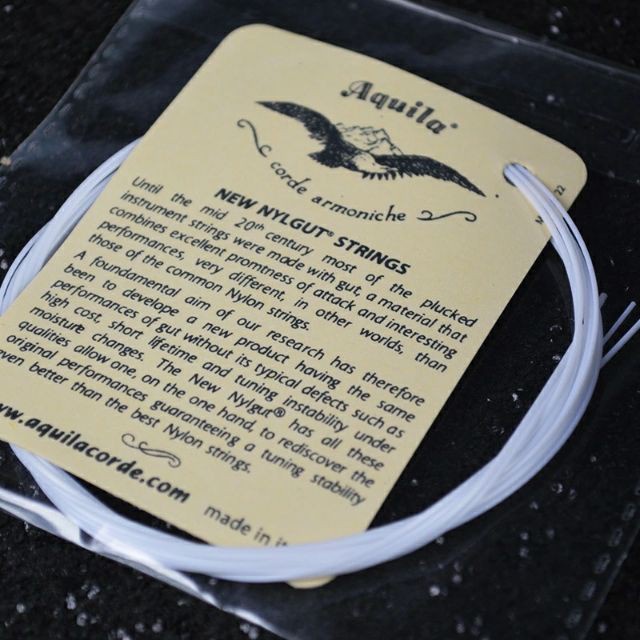 Aquila®
corde armoniche
NEW NYLGUT® STRINGS
Until the mid 20th century most of the plucked
instrument strings were made with gut, a material that
combines excellent promtness of attack and interesting
performances, very different, in other worlds, than
those of the common Nylon strings.
A foundamental aim of our research has therefore
been to develope a new product having the same
performances of gut without its typical defects such as
high cost, short lifetime and tuning instability under
moisture changes. The New Nylgut® has all these
qualities allow one, on the one hand, to rediscover the
original performances guaranteeing a tuning stability
even better than the best Nylon strings.
www.aquilacorde.com
made in